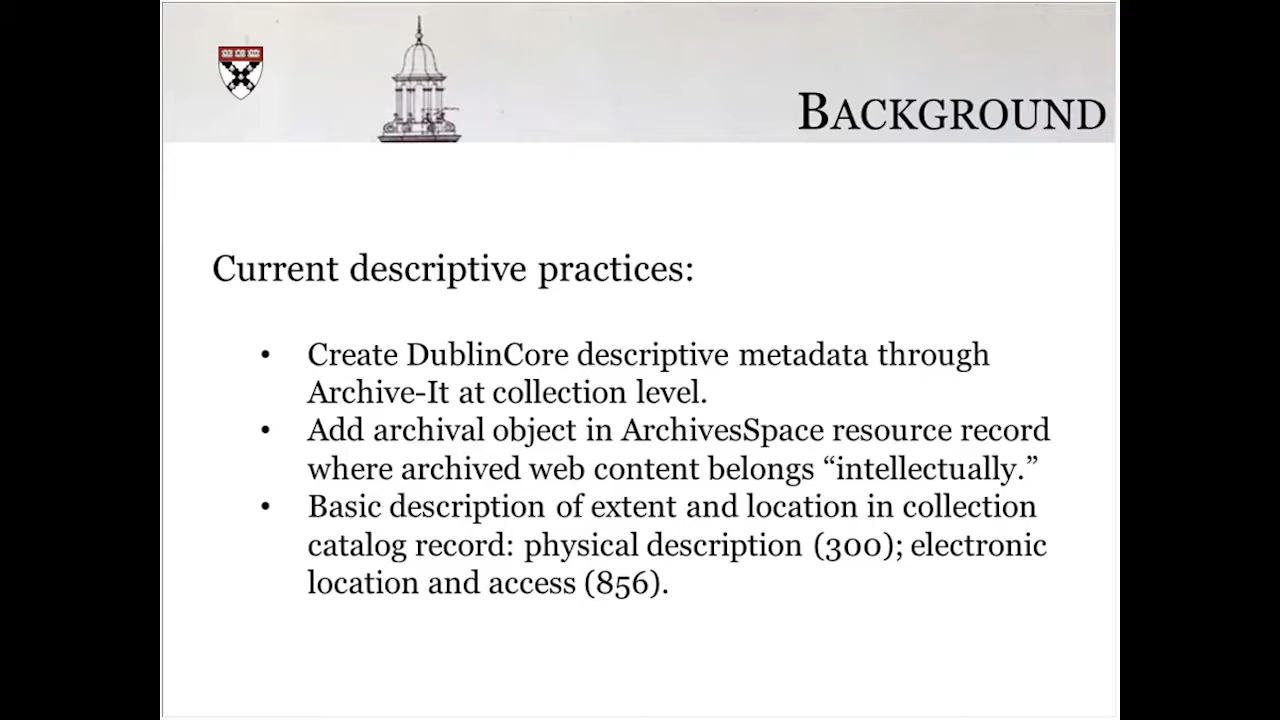 BACKGROUND
Current descriptive practices:
• Create DublinCore descriptive metadata through
Archive-It at collection level.
• Add archival object in ArchivesSpace resource record
where archived web content belongs “intellectually.”
• Basic description of extent and location in collection
catalog record: physical description (300); electronic
location and access (856).